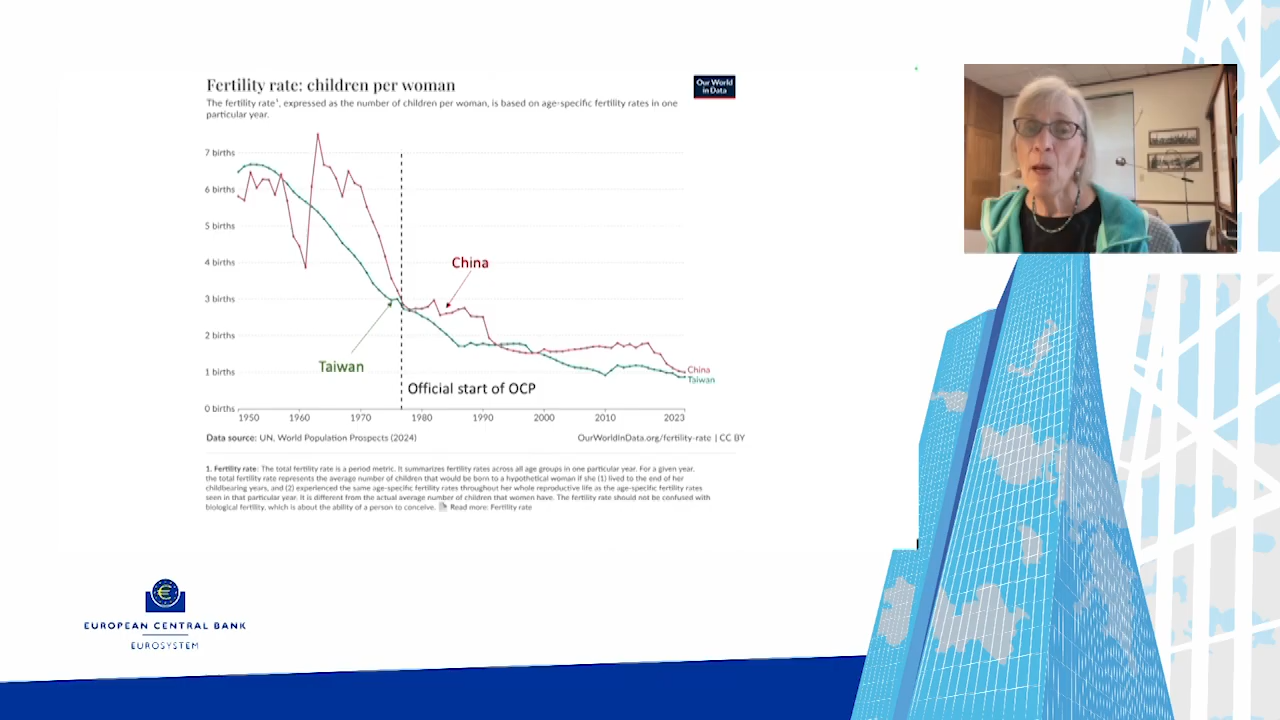 Fertility rate: children per woman
Our World
in Data
The fertility rate¹, expressed as the number of children per woman, is based on age-specific fertility rates in one
particular year.
7 births
6 births
5 births
4 births
3 births
2 births
1 births
0 births
China
Taiwan
Official start of OCP
China
Taiwan
1950
1960
1970
1980
1990
2000
2010
2023
Data source: UN, World Population Prospects (2024)
OurWorldinData.org/fertility-rate | CC BY
1. Fertility rate: The total fertility rate is a period metric. It summarizes fertility rates across all age groups in one particular year. For a given year,
the total fertility rate represents the average number of children that would be born to a hypothetical woman if she (1) lived to the end of her
childbearing years, and (2) experienced the same age-specific fertility rates throughout her whole reproductive life as the age-specific fertility rates
seen in that particular year. It is different from the actual average number of children that women have. The fertility rate should not be confused with
biological fertility, which is about the ability of a person to conceive. Read more: Fertility rate
EUROPEAN CENTRAL BANK
EUROSYSTEM